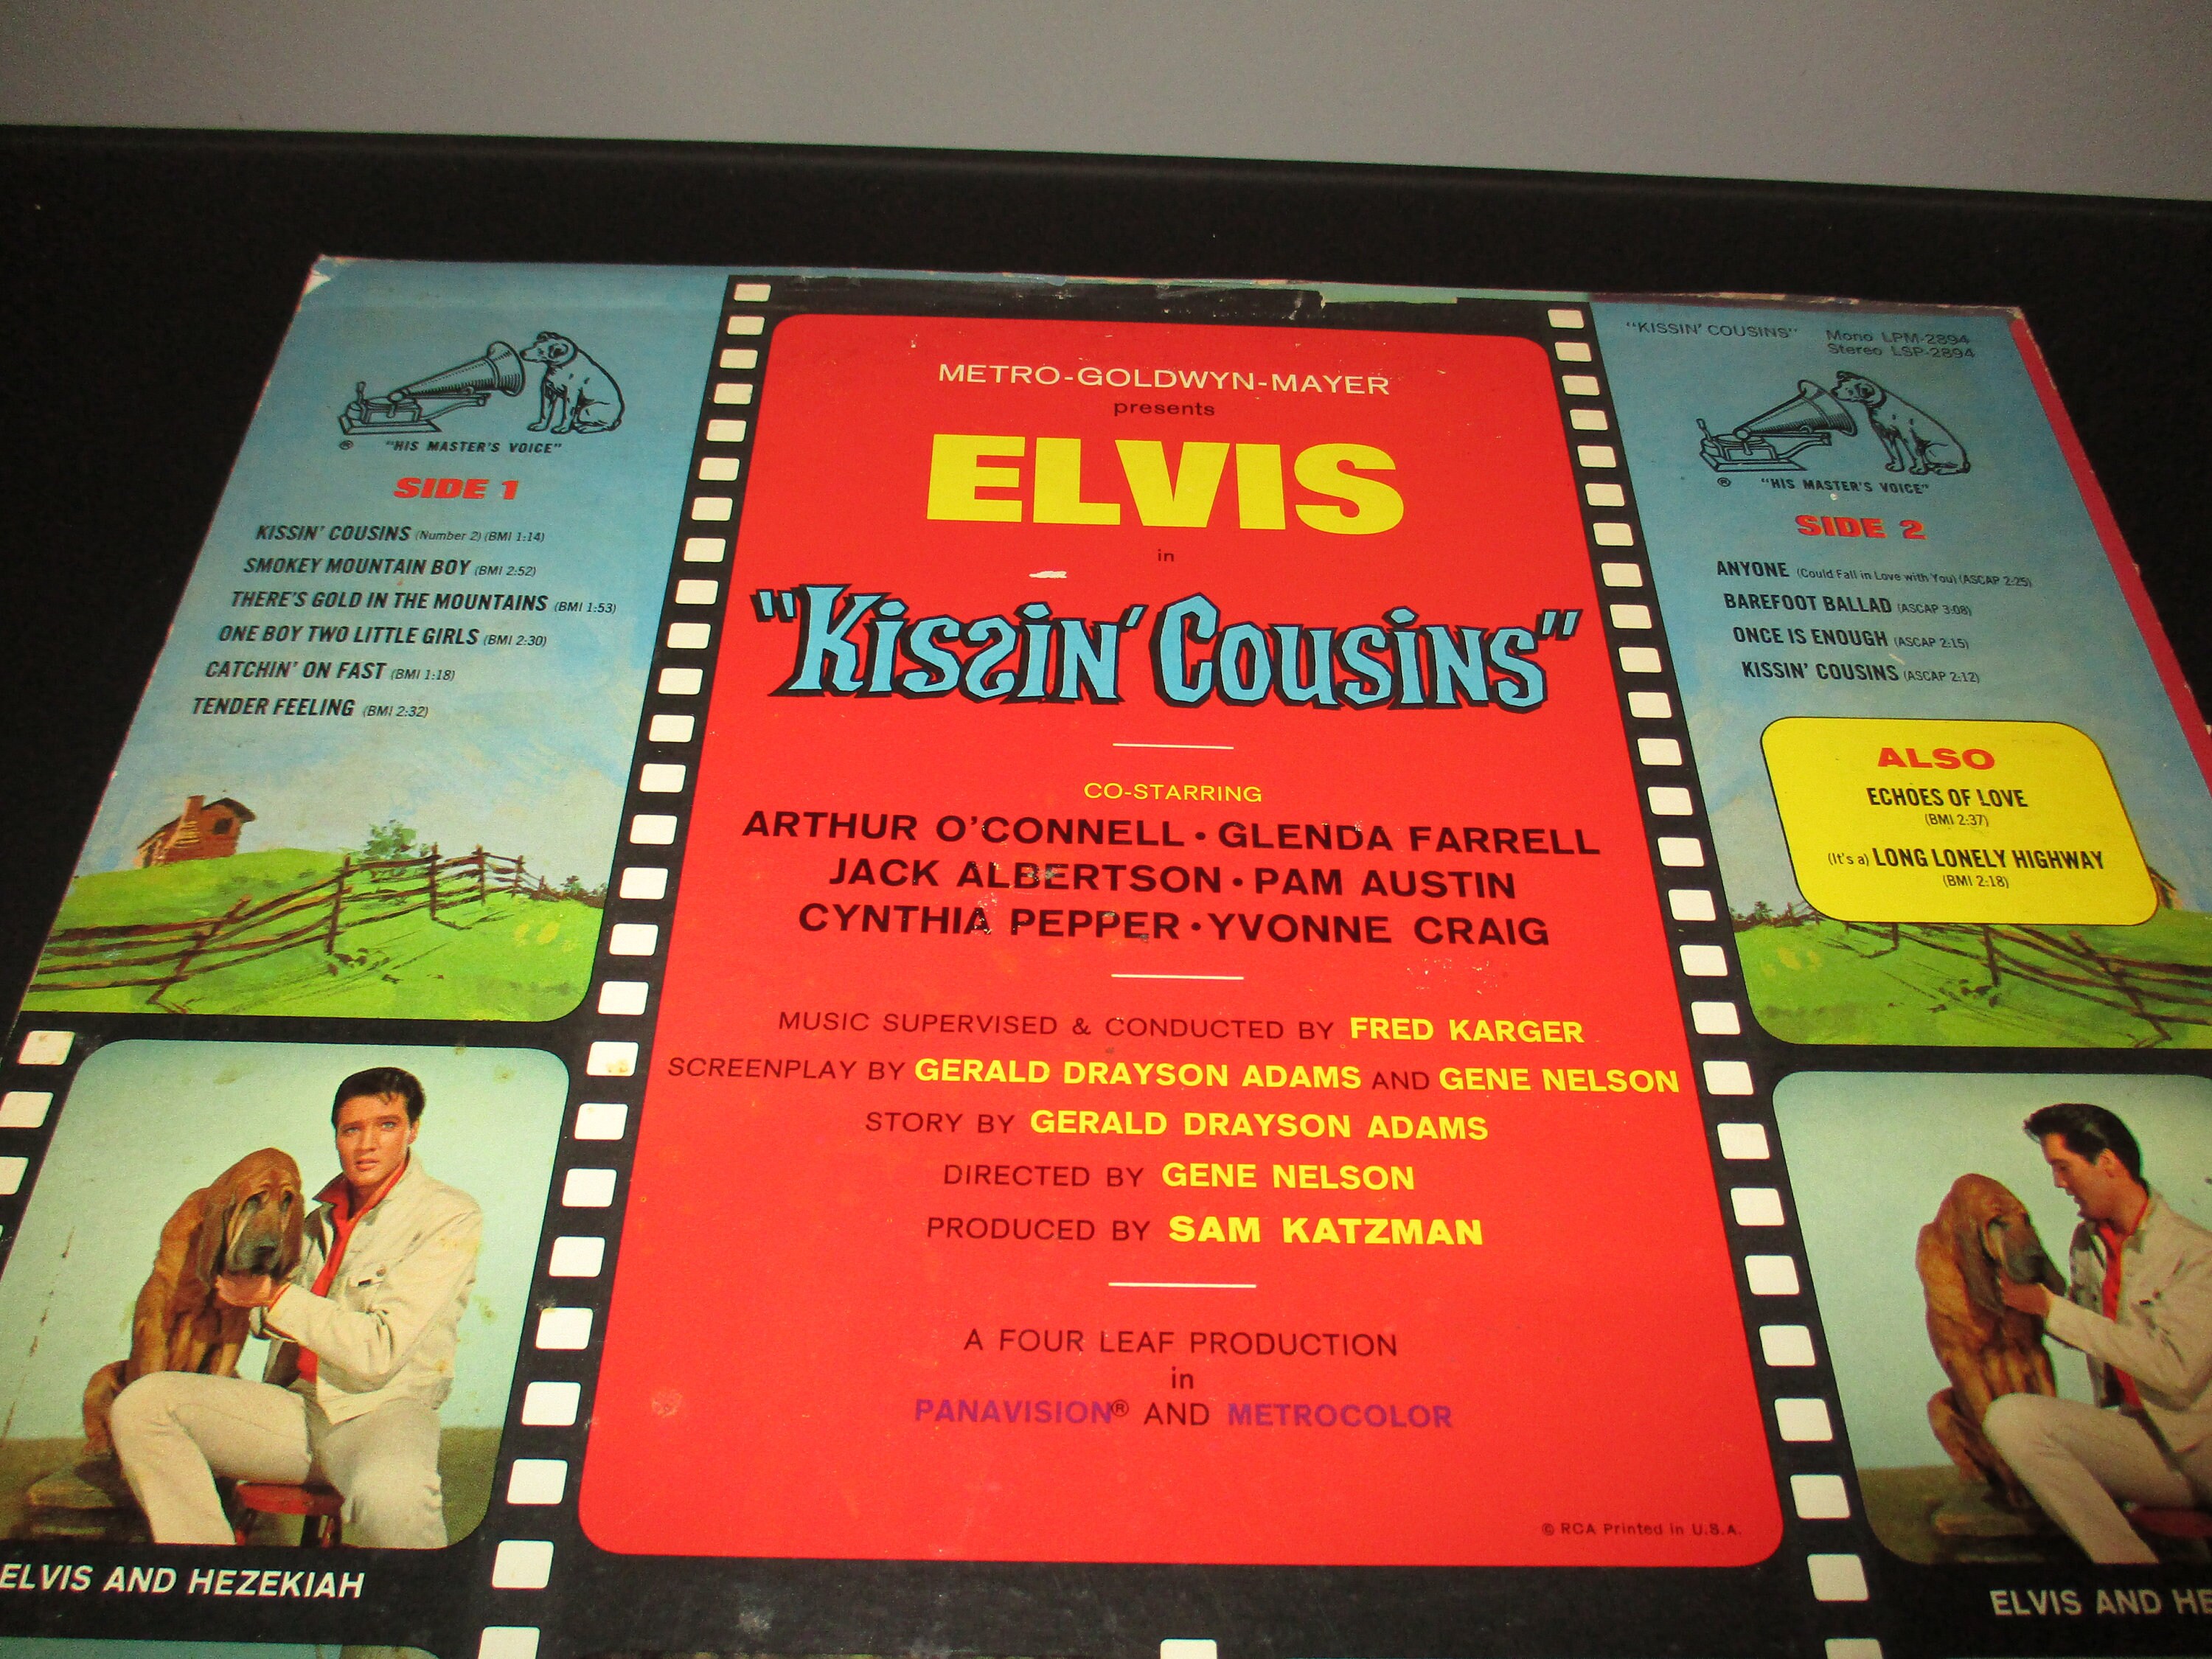 "HIS MASTER'S VOICE"
®
SIDE 1
KISSIN' COUSINS (Number 2) (BMI 1:14)
SMOKEY MOUNTAIN BOY (BMI 2:52)
THERE'S GOLD IN THE MOUNTAINS (BMI 1:53)
ONE BOY TWO LITTLE GIRLS (BMI 2:30)
CATCHIN' ON FAST (BMI 1:18)
TENDER FEELING (BMI 2:32)
ELVIS AND HEZEKIAH
METRO-GOLDWYN-MAYER
presents
ELVIS
in
"KISSIN' COUSINS"
CO-STARRING
ARTHUR O'CONNELL • GLENDA FARRELL
JACK ALBERTSON • PAM AUSTIN
CYNTHIA PEPPER • YVONNE CRAIG
MUSIC SUPERVISED & CONDUCTED BY FRED KARGER
SCREENPLAY BY GERALD DRAYSON ADAMS AND GENE NELSON
STORY BY GERALD DRAYSON ADAMS
DIRECTED BY GENE NELSON
PRODUCED BY SAM KATZMAN
A FOUR LEAF PRODUCTION
in
PANAVISION® AND METROCOLOR
© RCA Printed in U.S.A.
"KISSIN' COUSINS" Mono LPM-2894
Stereo LSP-2894
® "HIS MASTER'S VOICE"
SIDE 2
ANYONE (Could Fall in Love with You) (ASCAP 2:25)
BAREFOOT BALLAD (ASCAP 3:08)
ONCE IS ENOUGH (ASCAP 2:15)
KISSIN' COUSINS (ASCAP 2:12)
ALSO
ECHOES OF LOVE
(BMI 2:37)
(It's a) LONG LONELY HIGHWAY
(BMI 2:18)
ELVIS AND HE